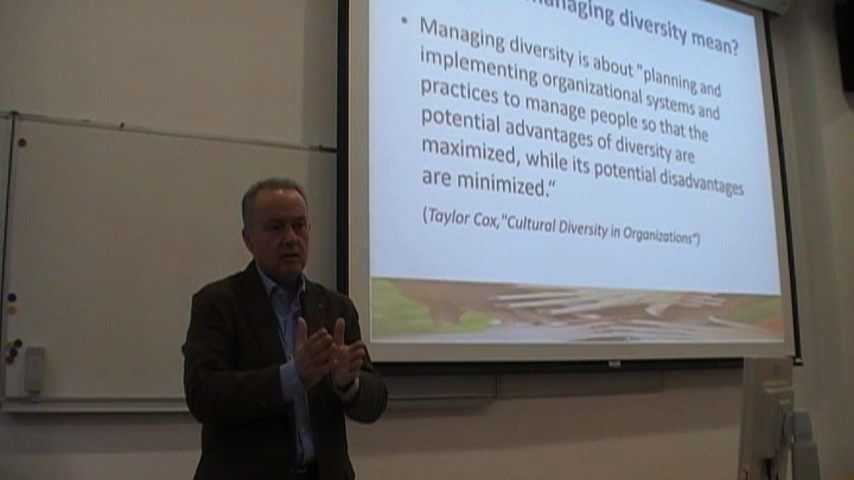 managing diversity mean?
• Managing diversity is about "planning and
implementing organizational systems and
practices to manage people so that the
potential advantages of diversity are
maximized, while its potential disadvantages
are minimized."
(Taylor Cox,"Cultural Diversity in Organizations")